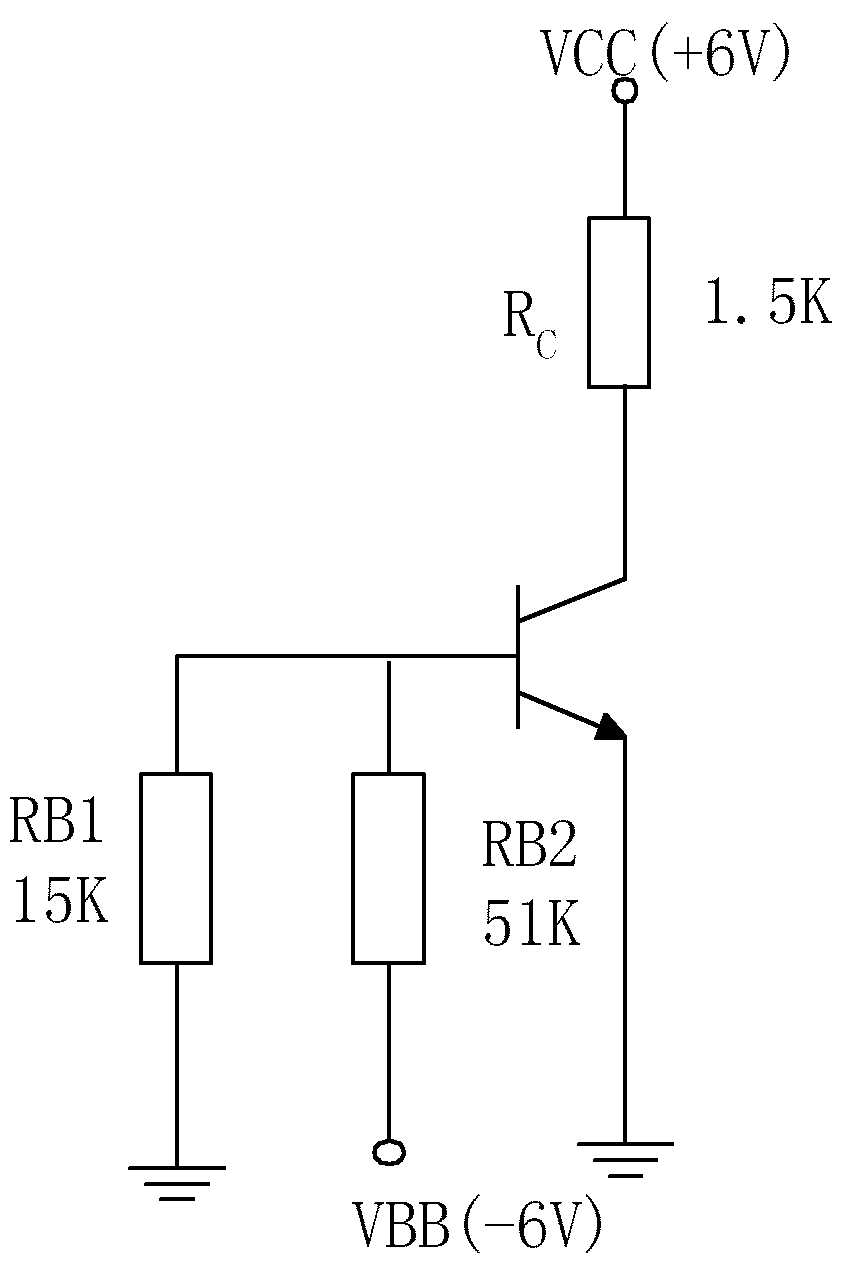 VCC(+6V)
R_C
1.5K
RB1
15K
RB2
51K
VBB(-6V)